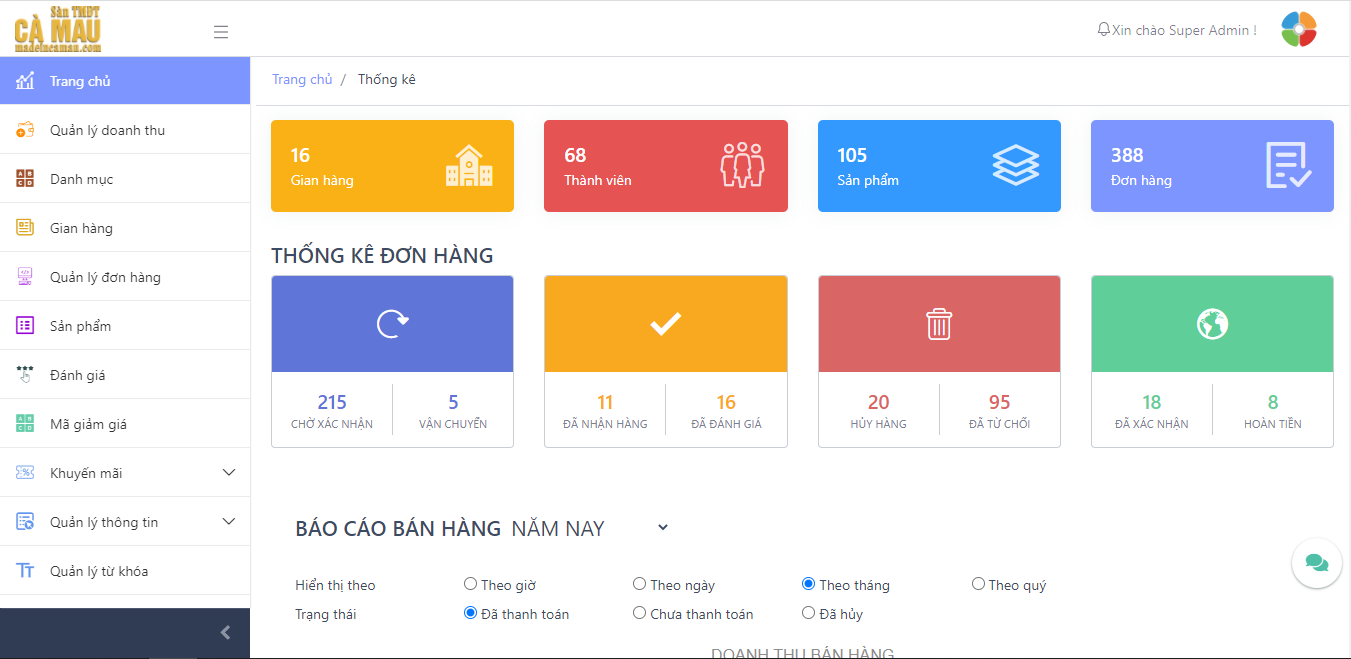 Sàn TMĐT
CÀ MAU
madeincamau.com
Xin chào Super Admin !
Trang chủ
Quản lý doanh thu
Danh mục
Gian hàng
Quản lý đơn hàng
Sản phẩm
Đánh giá
Mã giảm giá
Khuyến mãi
Quản lý thông tin
Quản lý từ khóa
Trang chủ / Thống kê
16
Gian hàng
68
Thành viên
105
Sản phẩm
388
Đơn hàng
THỐNG KÊ ĐƠN HÀNG
215
CHỜ XÁC NHẬN
5
VẬN CHUYỂN
11
ĐÃ NHẬN HÀNG
16
ĐÃ ĐÁNH GIÁ
20
HỦY HÀNG
95
ĐÃ TỪ CHỐI
18
ĐÃ XÁC NHẬN
8
HOÀN TIỀN
BÁO CÁO BÁN HÀNG NĂM NAY
Hiển thị theo Theo giờ Theo ngày Theo tháng Theo quý
Trạng thái Đã thanh toán Chưa thanh toán Đã hủy
DOANH THU BÁN HÀNG